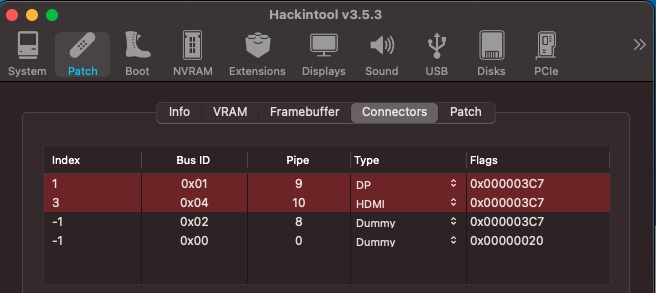 Hackintool v3.5.3
System Patch Boot NVRAM Extensions Displays Sound USB Disks PCIe
Info VRAM Framebuffer Connectors Patch
Index Bus ID Pipe Type Flags
1 0x01 9 DP 0x000003C7
3 0x04 10 HDMI 0x000003C7
-1 0x02 8 Dummy 0x000003C7
-1 0x00 0 Dummy 0x00000020